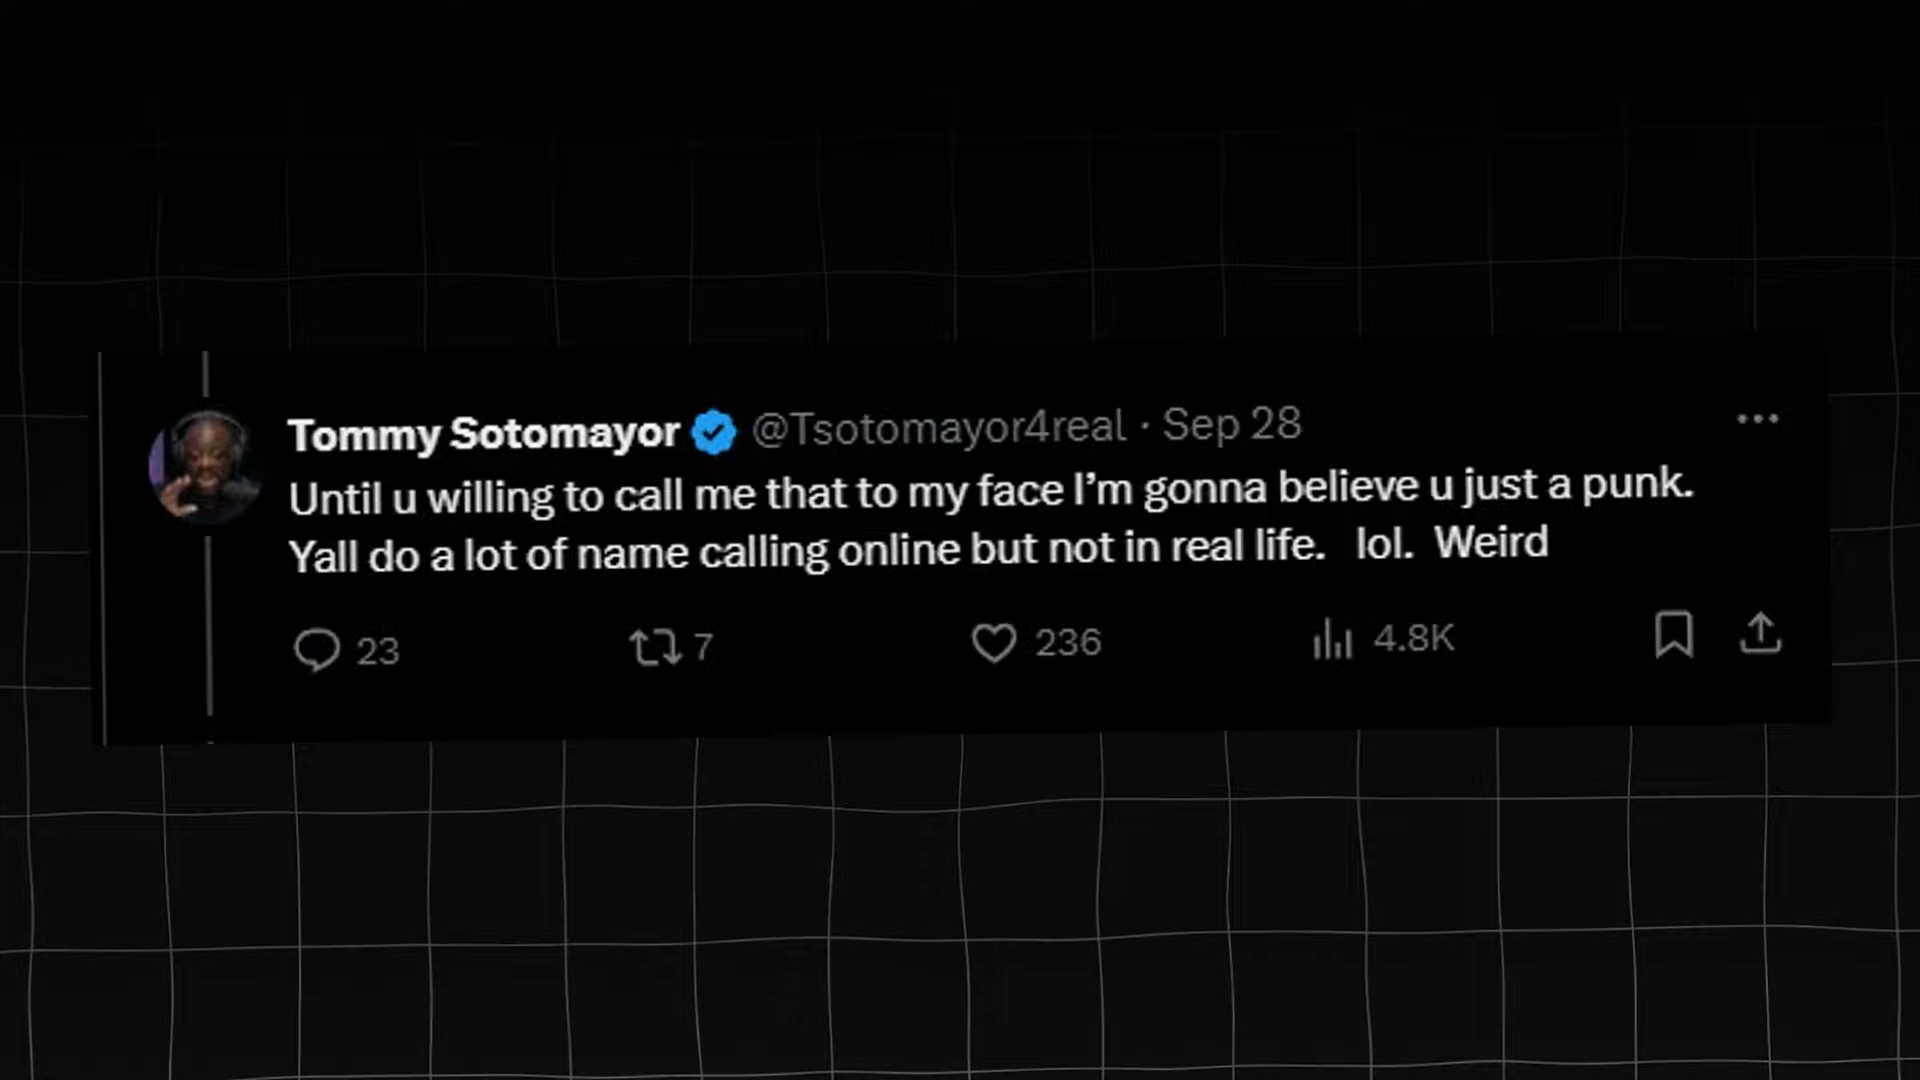 Tommy Sotomayor @Tsotomayor4real · Sep 28
Until u willing to call me that to my face I’m gonna believe u just a punk.
Yall do a lot of name calling online but not in real life.   lol.  Weird
23 7 236 4.8K